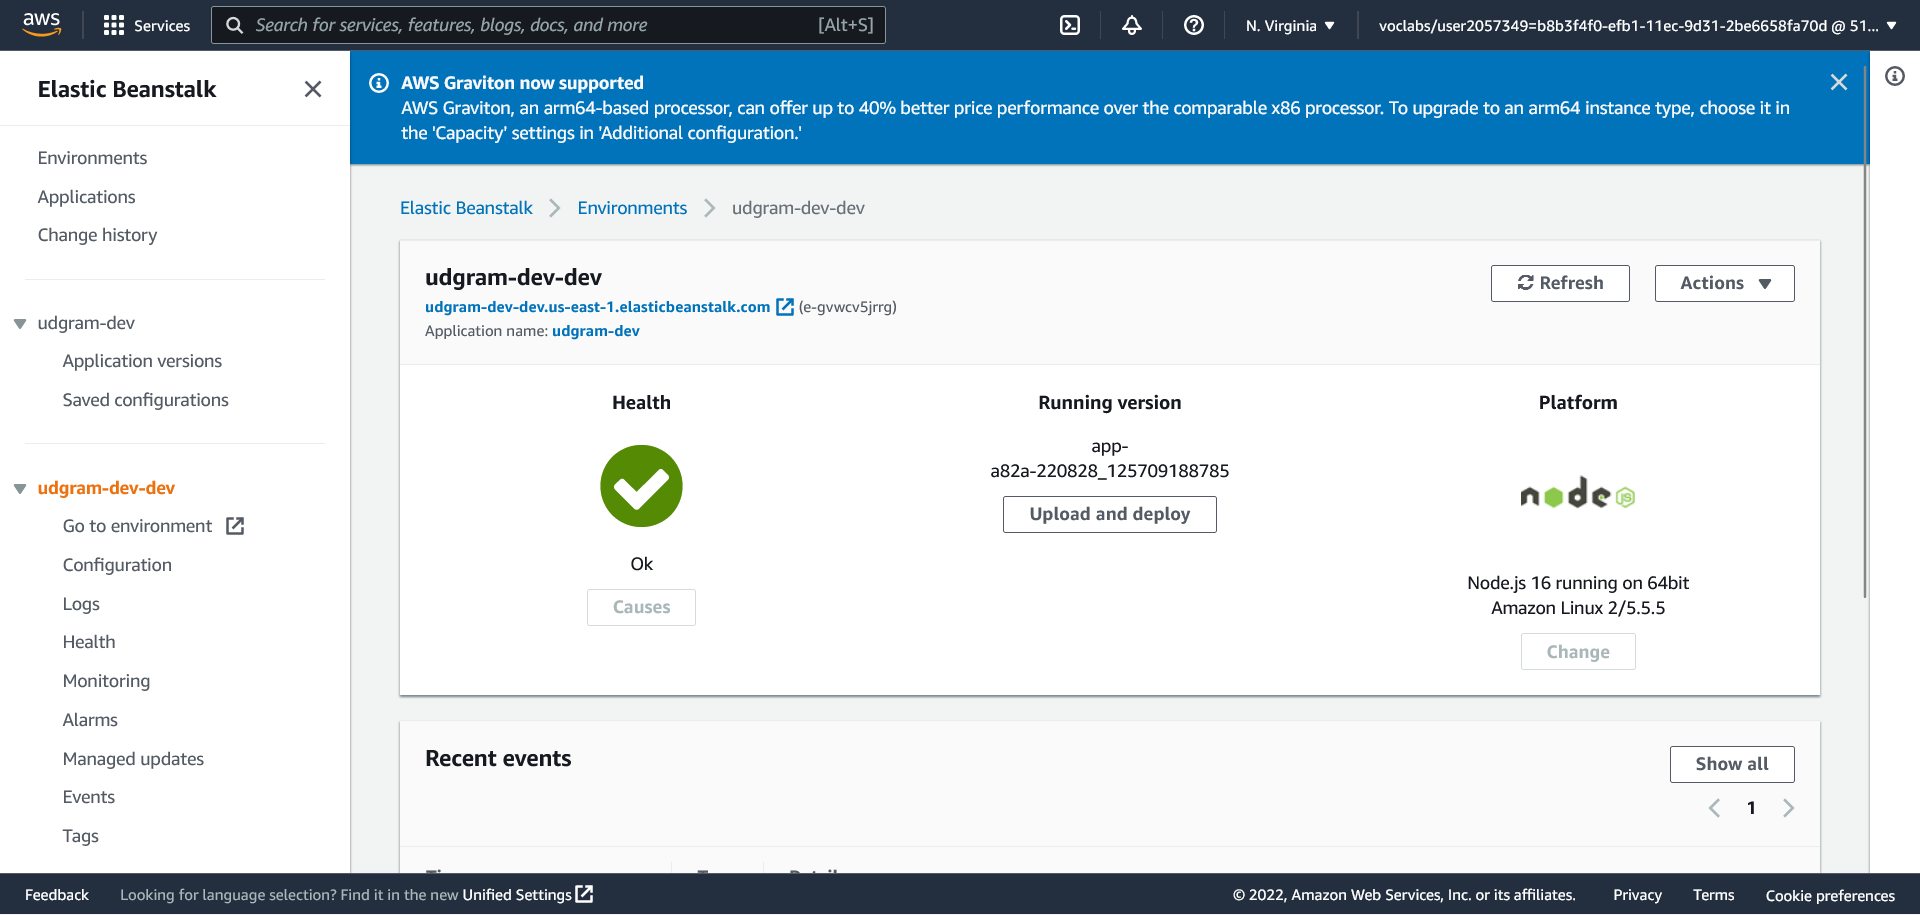 aws
Services
Search for services, features, blogs, docs, and more
[Alt+S]
N. Virginia
voclabs/user2057349=b8b3f4f0-efb1-11ec-9d31-2be6658fa70d @ 51...
Elastic Beanstalk
Environments
Applications
Change history
udgram-dev
Application versions
Saved configurations
udgram-dev-dev
Go to environment
Configuration
Logs
Health
Monitoring
Alarms
Managed updates
Events
Tags
AWS Graviton now supported
AWS Graviton, an arm64-based processor, can offer up to 40% better price performance over the comparable x86 processor. To upgrade to an arm64 instance type, choose it in
the 'Capacity' settings in 'Additional configuration.'
Elastic Beanstalk
Environments
udgram-dev-dev
udgram-dev-dev
udgram-dev-dev.us-east-1.elasticbeanstalk.com (e-gvwcv5jrrg)
Application name: udgram-dev
Refresh
Actions
Health
Ok
Causes
Running version
app-
a82a-220828_125709188785
Upload and deploy
Platform
node JS
Node.js 16 running on 64bit
Amazon Linux 2/5.5.5
Change
Recent events
Show all
1
Feedback
Looking for language selection? Find it in the new Unified Settings
© 2022, Amazon Web Services, Inc. or its affiliates.
Privacy
Terms
Cookie preferences